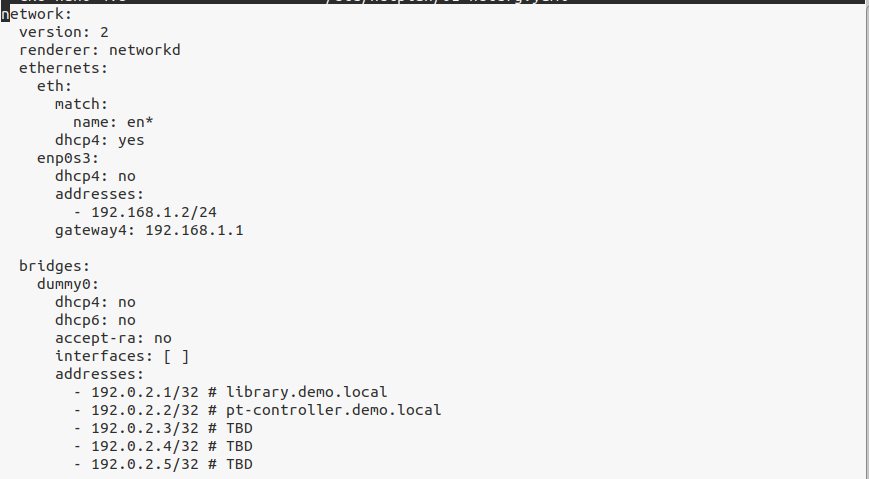 network:
  version: 2
  renderer: networkd
  ethernets:
    eth:
      match:
        name: en*
      dhcp4: yes
    enp0s3:
      dhcp4: no
      addresses:
        - 192.168.1.2/24
      gateway4: 192.168.1.1
  bridges:
    dummy0:
      dhcp4: no
      dhcp6: no
      accept-ra: no
      interfaces: [ ]
      addresses:
        - 192.0.2.1/32 # library.demo.local
        - 192.0.2.2/32 # pt-controller.demo.local
        - 192.0.2.3/32 # TBD
        - 192.0.2.4/32 # TBD
        - 192.0.2.5/32 # TBD